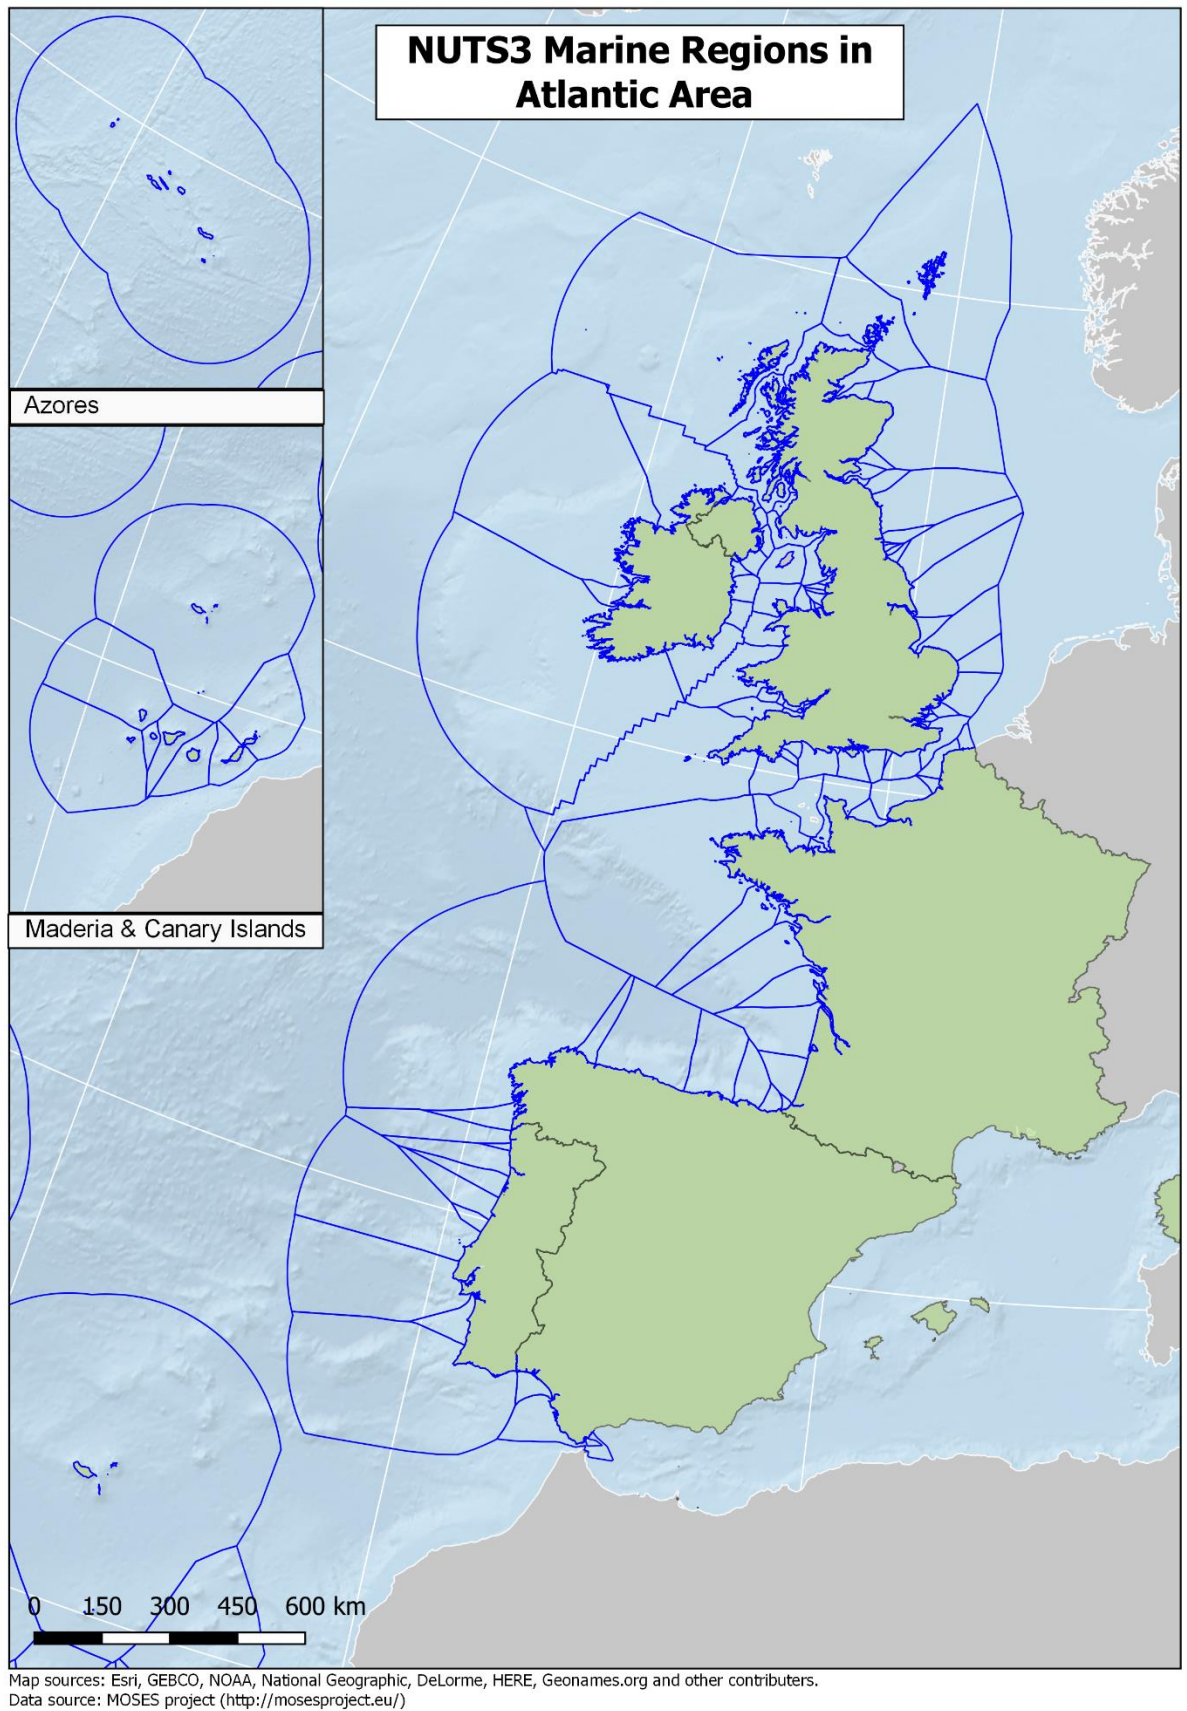 NUTS3 Marine Regions in
Atlantic Area
Azores
Maderia & Canary Islands
0 150 300 450 600 km
Map sources: Esri, GEBCO, NOAA, National Geographic, DeLorme, HERE, Geonames.org and other contributers.
Data source: MOSES project (http://mosesproject.eu/)